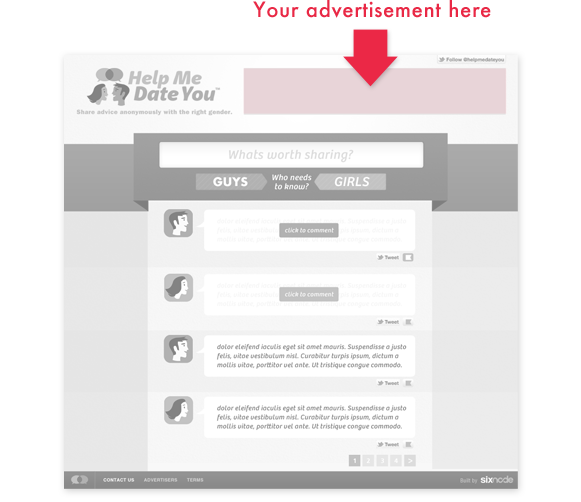 Your advertisement here
Follow @helpmedateyou
Help Me
Date You™
Share advice anonymously with the right gender.
Whats worth sharing?
GUYS
Who needs
to know?
GIRLS
click to comment
Tweet
click to comment
Tweet
dolor eleifend iaculis eget sit amet mauris. Suspendisse a justo
felis, vitae vestibulum nisl. Curabitur turpis ipsum, dictum a
mollis vitae, porttitor vel ante. Ut tristique congue commodo.
Tweet
dolor eleifend iaculis eget sit amet mauris. Suspendisse a justo
felis, vitae vestibulum nisl. Curabitur turpis ipsum, dictum a
mollis vitae, porttitor vel ante. Ut tristique congue commodo.
Tweet
1 2 3 4 >
CONTACT US ADVERTISERS TERMS
Built by sixnode